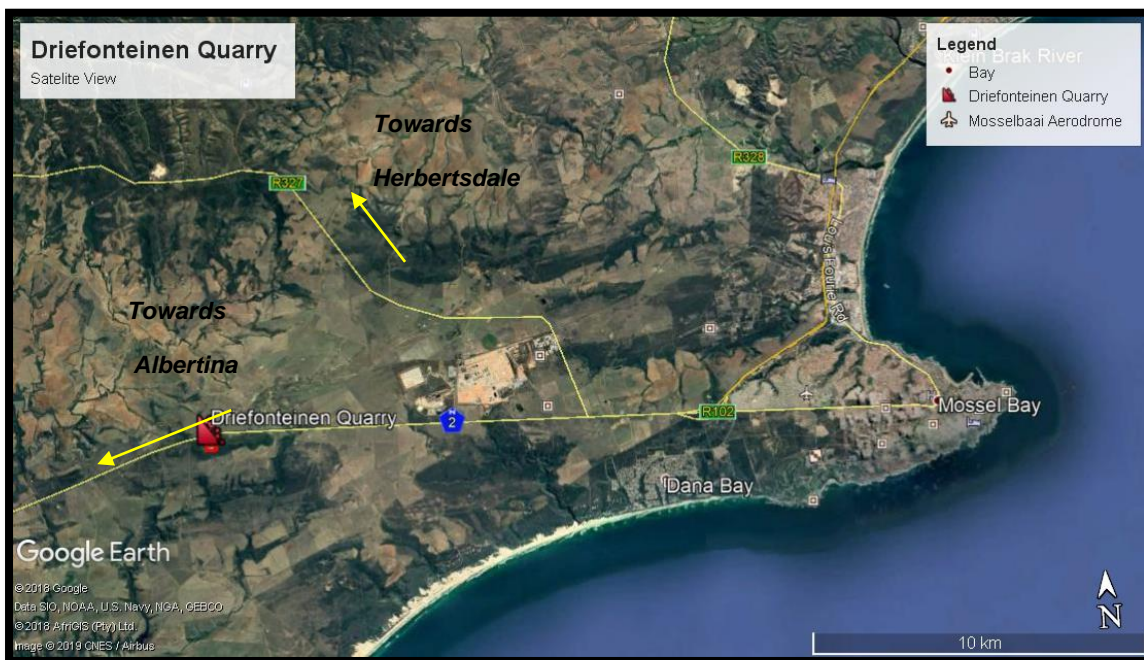 Driefonteinen Quarry
Satelite View
Legend
Klein Brak River
Bay
Driefonteinen Quarry
Mosselbaai Aerodrome
Towards
Herbertsdale
R328
R327
Louis Fourie Rd
Towards
Albertina
Driefonteinen Quarry
N
2
R102
Mossel Bay
Dana Bay
Google Earth
© 2018 Google
Data SIO, NOAA, U.S. Navy, NGA, GEBCO
© 2018 AfriGIS (Pty) Ltd.
Image © 2019 CNES / Airbus
N
10 km